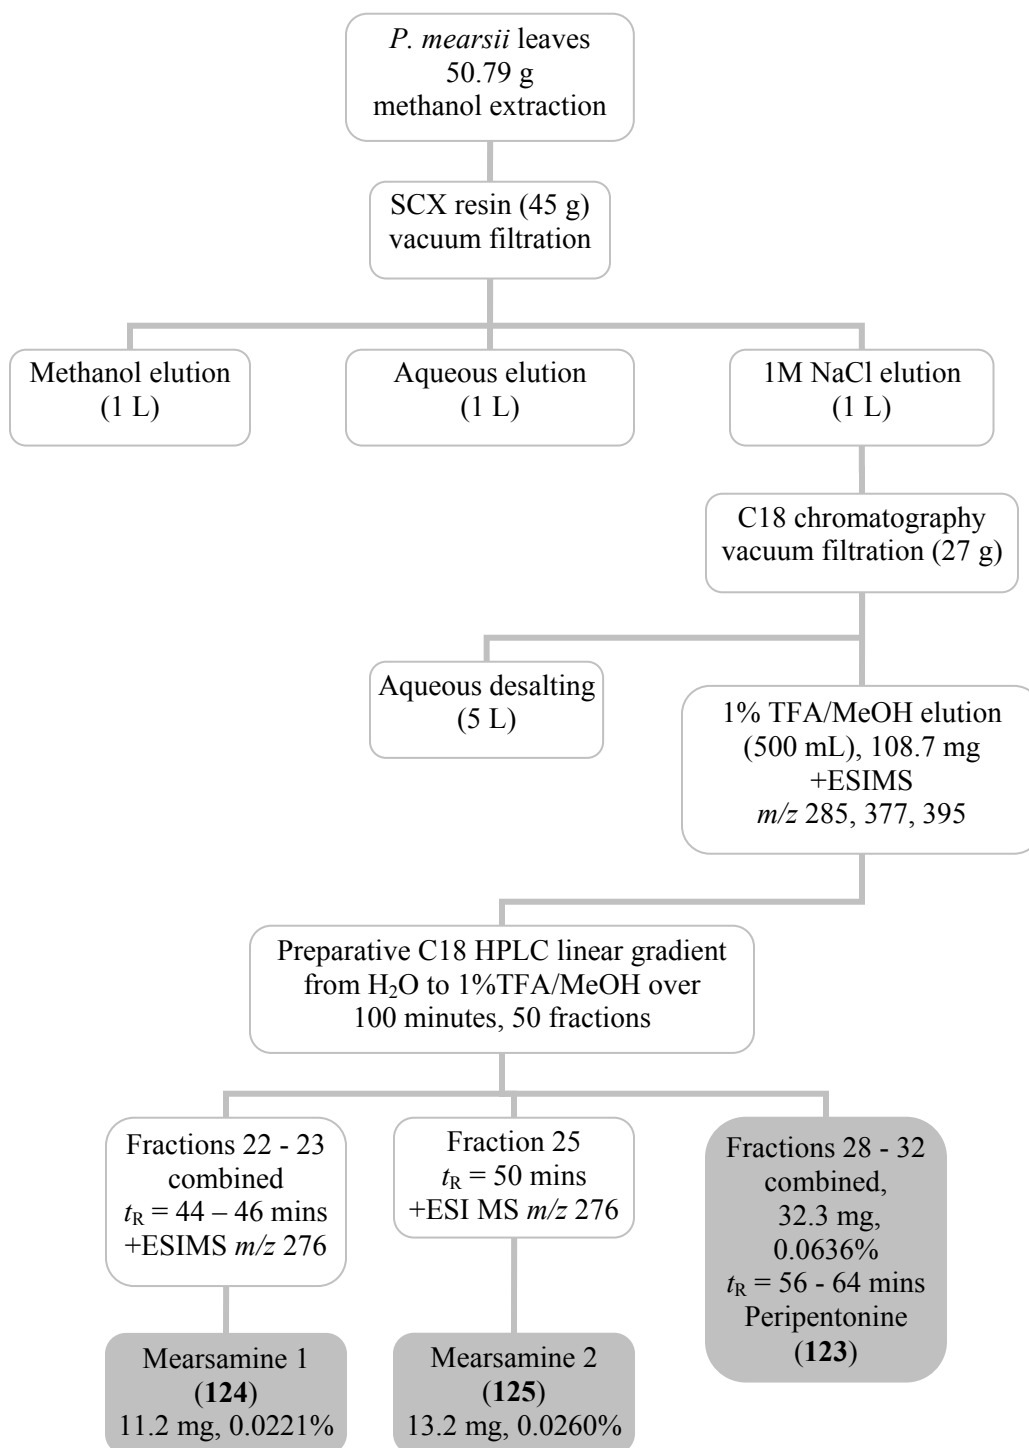 P. mearsii leaves
50.79 g
methanol extraction
SCX resin (45 g)
vacuum filtration
Methanol elution
(1 L)
Aqueous elution
(1 L)
1M NaCl elution
(1 L)
C18 chromatography
vacuum filtration (27 g)
Aqueous desalting
(5 L)
1% TFA/MeOH elution
(500 mL), 108.7 mg
+ESIMS
m/z 285, 377, 395
Preparative C18 HPLC linear gradient
from H₂O to 1%TFA/MeOH over
100 minutes, 50 fractions
Fractions 22 - 23
combined
tR = 44 – 46 mins
+ESIMS m/z 276
Fraction 25
tR = 50 mins
+ESI MS m/z 276
Fractions 28 - 32
combined,
32.3 mg,
0.0636%
tR = 56 - 64 mins
Peripentonine
(123)
Mearsamine 1
(124)
11.2 mg, 0.0221%
Mearsamine 2
(125)
13.2 mg, 0.0260%